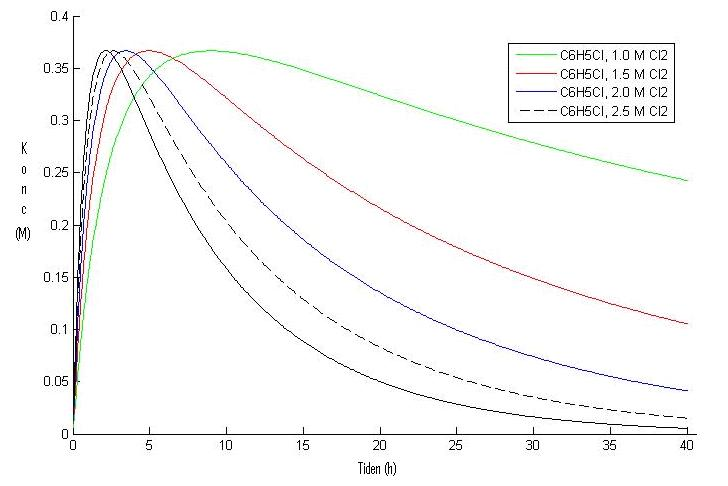 0.4
0.35
0.3
0.25
0.2
0.15
0.1
0.05
0
K
o
n
c
(M)
C6H5Cl, 1.0 M Cl2
C6H5Cl, 1.5 M Cl2
C6H5Cl, 2.0 M Cl2
C6H5Cl, 2.5 M Cl2
0 5 10 15 20 25 30 35 40
Tiden (h)